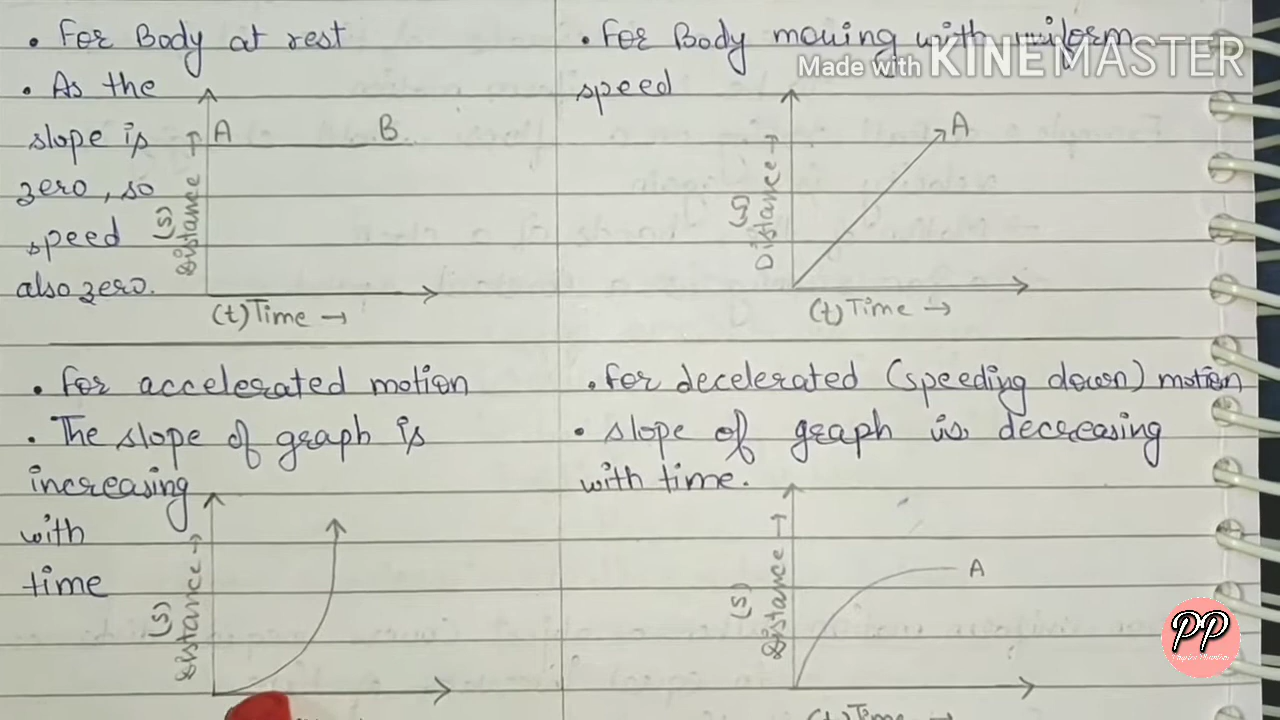 • For Body at rest
• As the
slope is
zero, so
speed
also zero.
A B
(s)
Distance →
(t) Time →
• For Body moving with uniform
speed
A
(s)
Distance →
(t) Time →
• For accelerated motion
• The slope of graph is
increasing
with
time
(s)
Distance →
• For decelerated (speeding down) motion
• slope of graph is decreasing
with time.
A
(s)
Distance →
(t) Time →
Made with KINEMASTER
PP